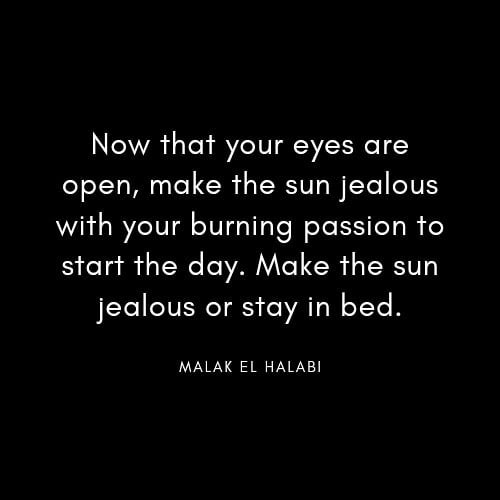 Now that your eyes are
open, make the sun jealous
with your burning passion to
start the day. Make the sun
jealous or stay in bed.
MALAK EL HALABI